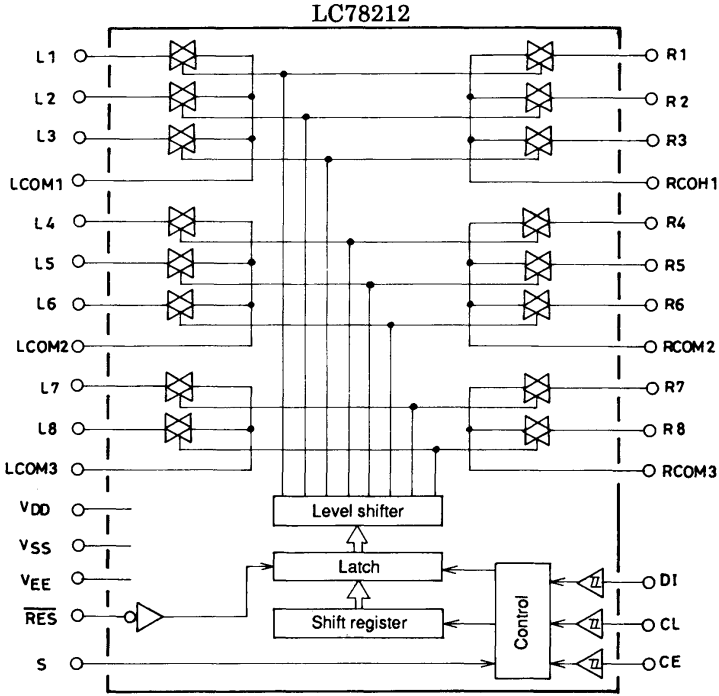 LC78212
L1
R1
L2
R2
L3
R3
LCOM1
RCOH1
L4
R4
L5
R5
L6
R6
LCOM2
RCOM2
L7
R7
L8
R8
LCOM3
RCOM3
VDD
Level shifter
VSS
Latch
VEE
DI
RES
Shift register
Control
CL
S
CE